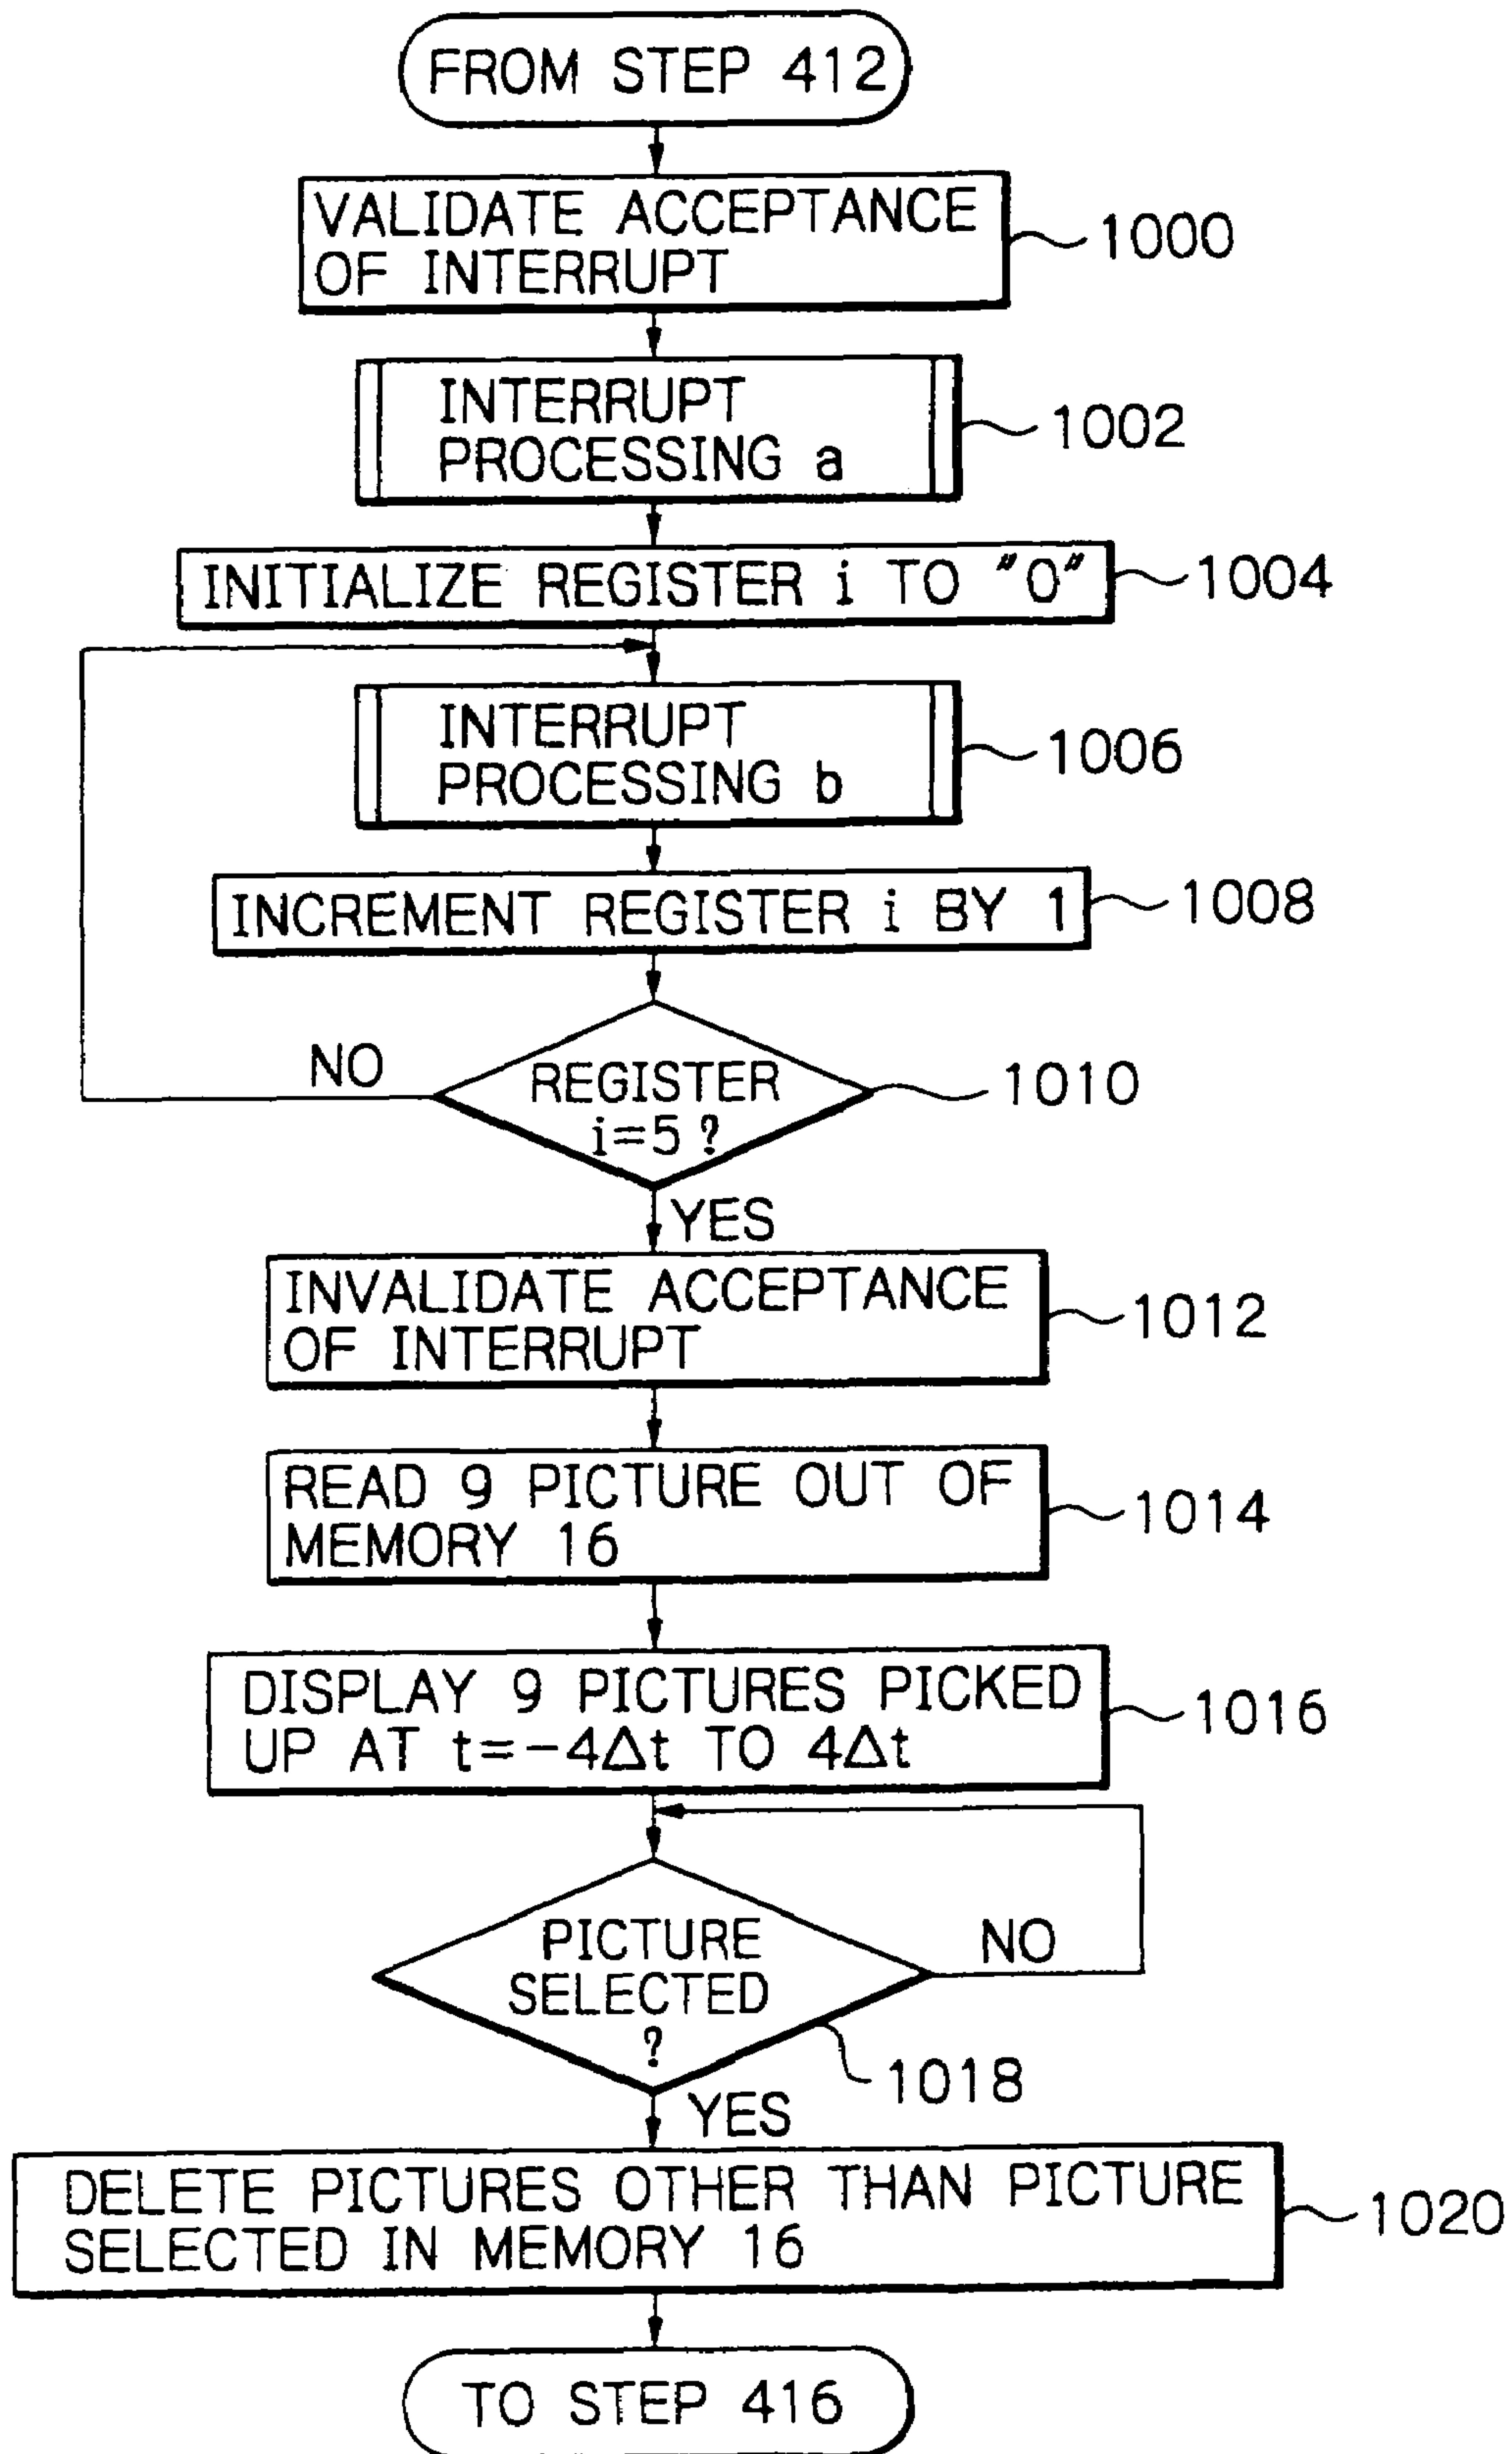 FROM STEP 412
VALIDATE ACCEPTANCE
OF INTERRUPT
1000
INTERRUPT
PROCESSING a
1002
INITIALIZE REGISTER i TO "0"
1004
INTERRUPT
PROCESSING b
1006
INCREMENT REGISTER i BY 1
1008
NO
REGISTER
i=5 ?
1010
YES
INVALIDATE ACCEPTANCE
OF INTERRUPT
1012
READ 9 PICTURE OUT OF
MEMORY 16
1014
DISPLAY 9 PICTURES PICKED
UP AT t=-4Δt TO 4Δt
1016
PICTURE
SELECTED
?
NO
1018
YES
DELETE PICTURES OTHER THAN PICTURE
SELECTED IN MEMORY 16
1020
TO STEP 416